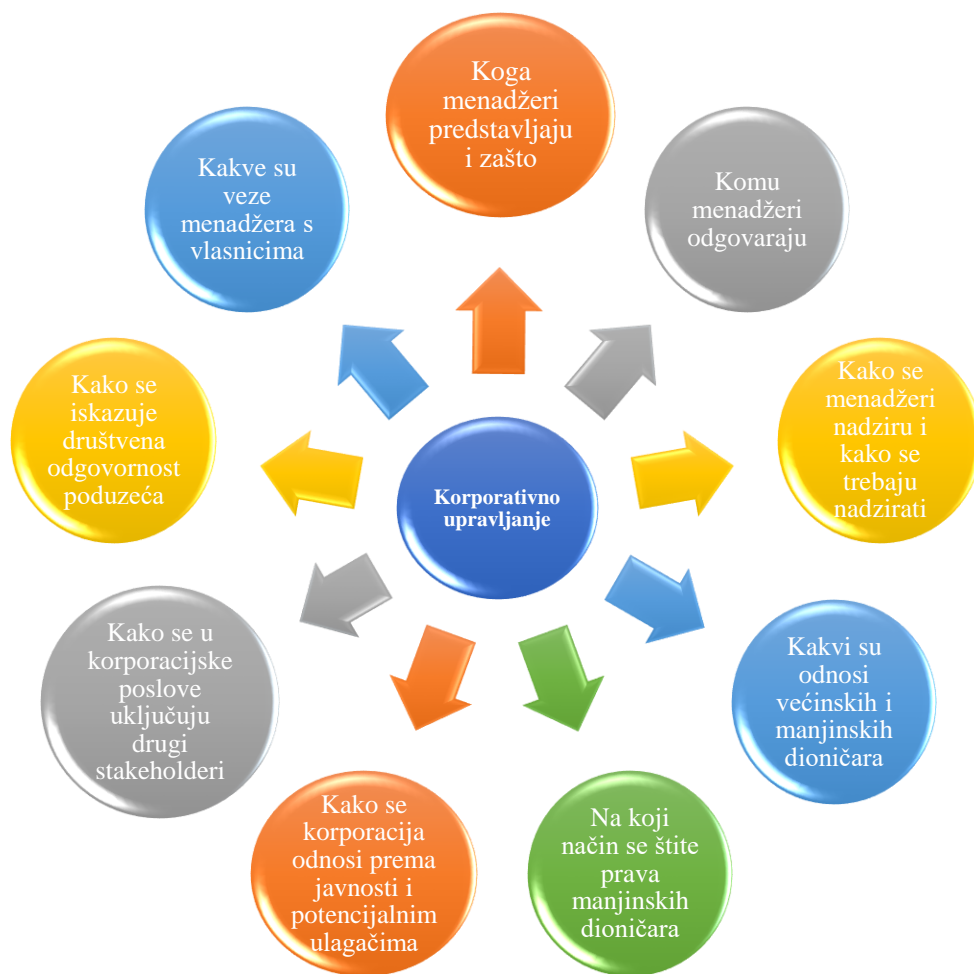 Koga
menadžeri
predstavljaju
i zašto
Komu
menadžeri
odgovaraju
Kako se
menadžeri
nadziru i
kako se
trebaju
nadzirati
Kakvi su
odnosi
većinskih i
manjinskih
dioničara
Na koji
način se štite
prava
manjinskih
dioničara
Kako se
korporacija
odnosi prema
javnosti i
potencijalnim
ulagačima
Kako se u
korporacijske
poslove
uključuju
drugi
stakeholderi
Kako se
iskazuje
društvena
odgovornost
poduzeća
Kakve su
veze
menadžera s
vlasnicima
Korporativno
upravljanje